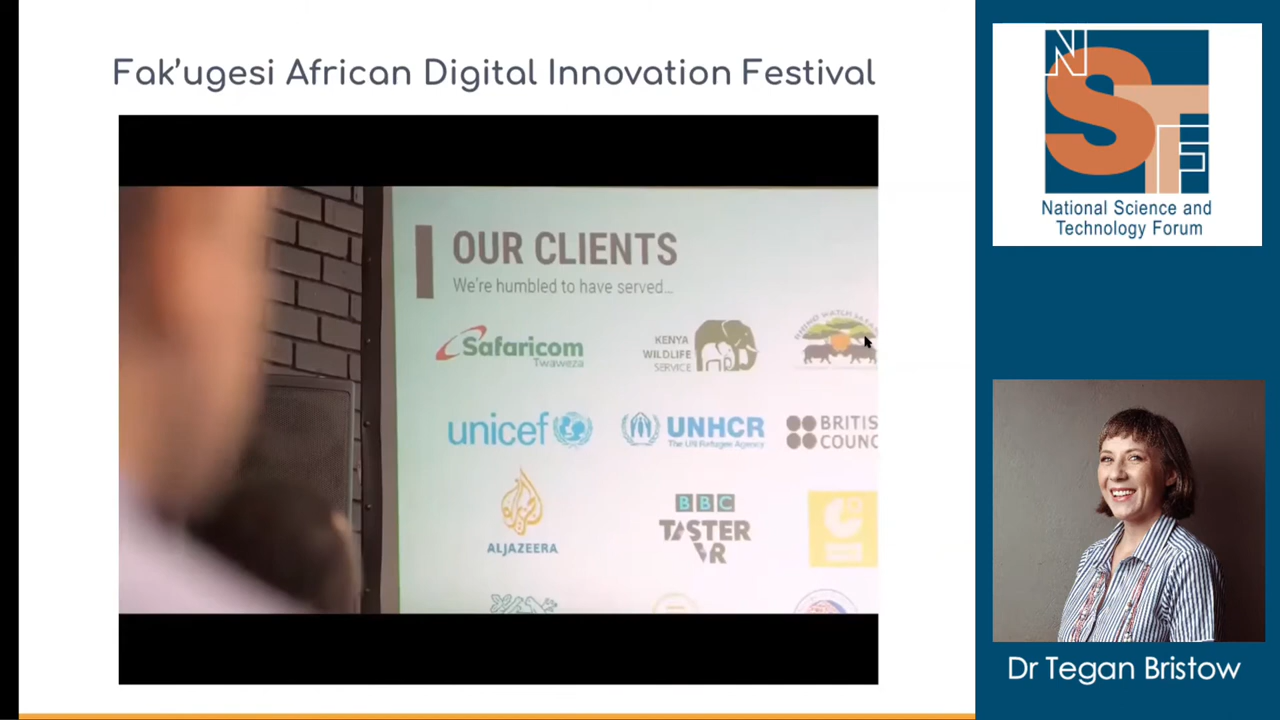 Fak'ugesi African Digital Innovation Festival
OUR CLIENTS
We're humbled to have served...
Safaricom
Twaweza
KENYA
WILDLIFE
SERVICE
unicef
UNHCR
The UN Refugee Agency
BRITIS
COUNC
ALJAZEERA
BBC
TASTER
VR
NSTF
National Science and
Technology Forum
Dr Tegan Bristow